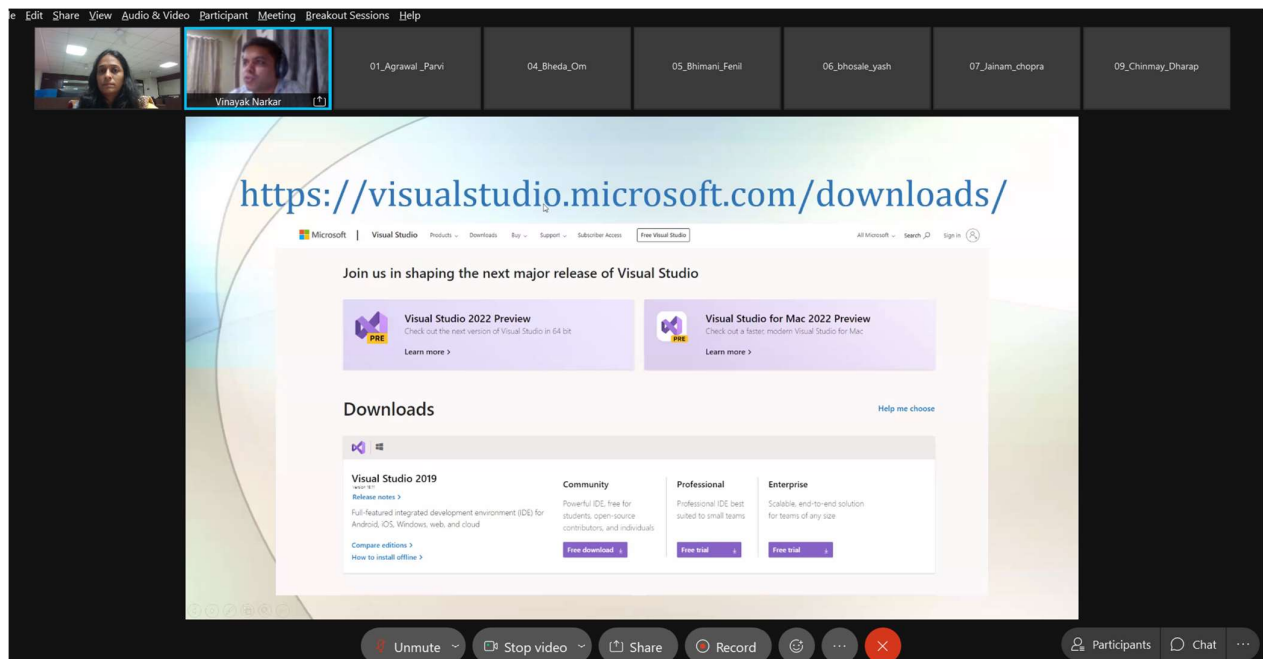 e Edit Share View Audio & Video Participant Meeting Breakout Sessions Help
Vinayak Narkar
01_Agrawal _Parvi
04_Bheda_Om
05_Bhimani_Fenil
06_bhosale_yash
07_Jainam_chopra
09_Chinmay_Dharap
https://visualstudio.microsoft.com/downloads/
Microsoft | Visual Studio Products Downloads Buy Support Subscriber Access Free Visual Studio All Microsoft Search Sign in
Join us in shaping the next major release of Visual Studio
PRE
Visual Studio 2022 Preview
Check out the next version of Visual Studio in 64 bit
Learn more >
PRE
Visual Studio for Mac 2022 Preview
Check out a faster, modern Visual Studio for Mac
Learn more >
Downloads
Help me choose
Visual Studio 2019
Release notes >
Full-featured integrated development environment (IDE) for
Android, iOS, Windows, web, and cloud
Compare editions >
How to install offline >
Community
Powerful IDE, free for
students, open-source
contributors, and individuals
Free download
Professional
Professional IDE best
suited to small teams
Free trial
Enterprise
Scalable, end-to-end solution
for teams of any size
Free trial
Unmute Stop video Share Record Participants Chat